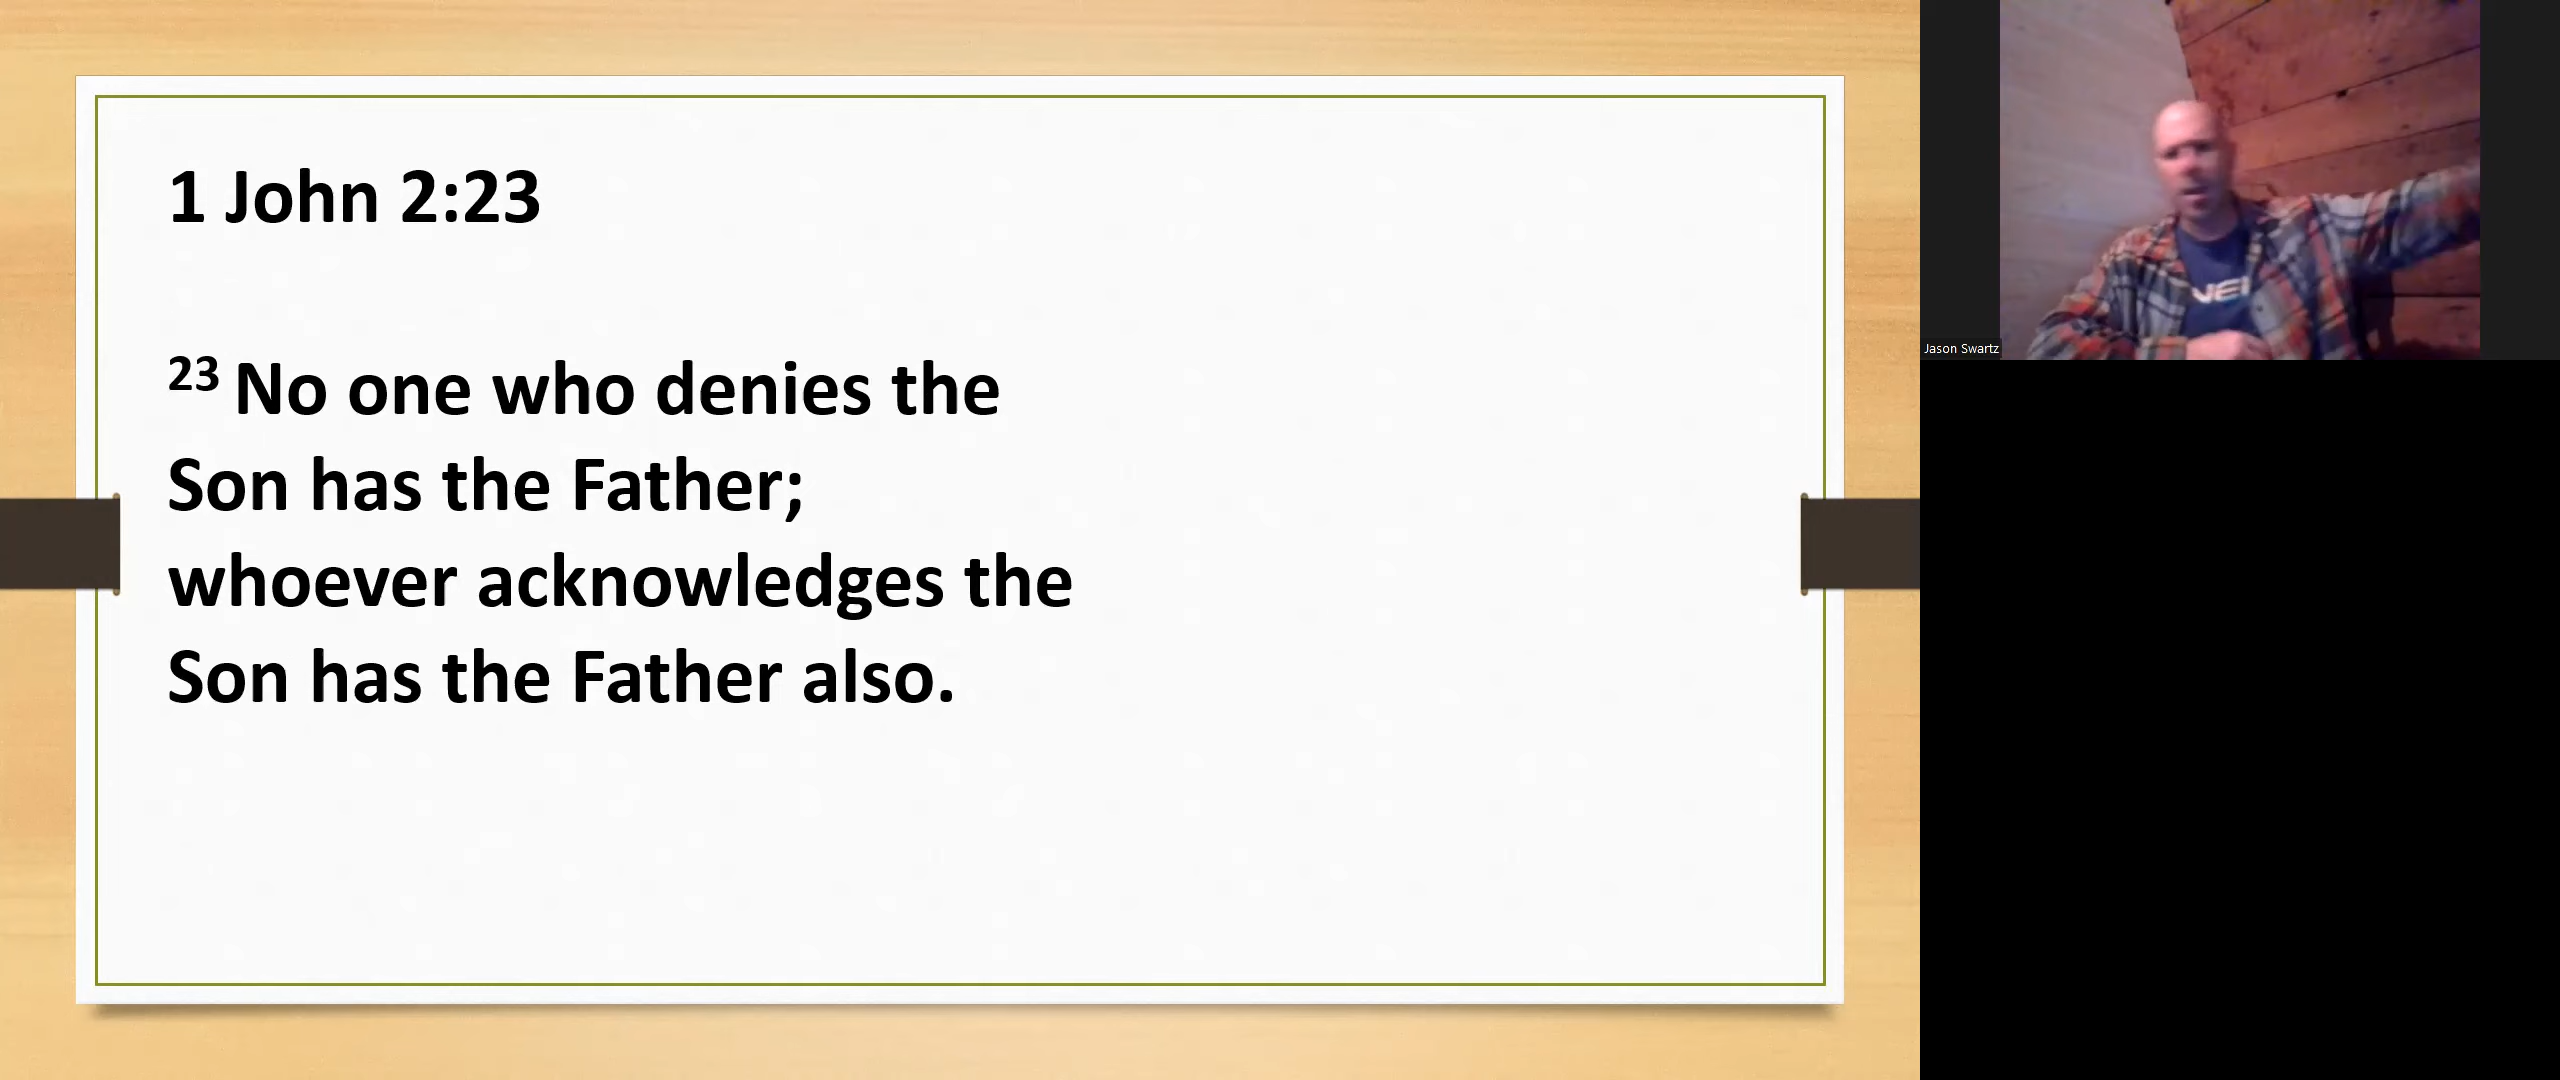 1 John 2:23
23 No one who denies the
Son has the Father;
whoever acknowledges the
Son has the Father also.
Jason Swartz